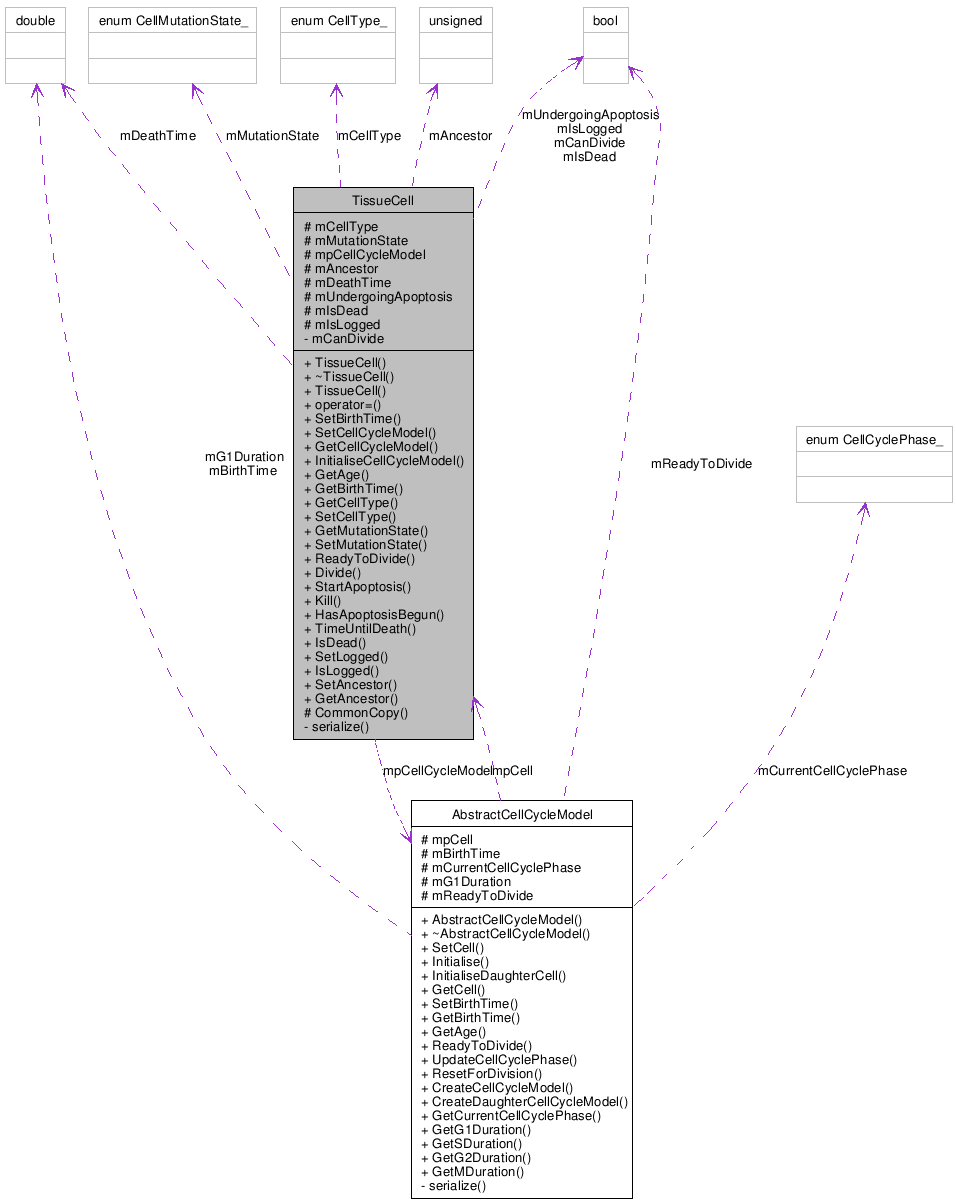 double
enum CellMutationState_
enum CellType_
unsigned
bool
mDeathTime
mMutationState
mCellType
mAncestor
mUndergoingApoptosis
mIsLogged
mCanDivide
mIsDead
TissueCell
# mCellType
# mMutationState
# mpCellCycleModel
# mAncestor
# mDeathTime
# mUndergoingApoptosis
# mIsDead
# mIsLogged
- mCanDivide
+ TissueCell()
+ ~TissueCell()
+ TissueCell()
+ operator=()
+ SetBirthTime()
+ SetCellCycleModel()
+ GetCellCycleModel()
+ InitialiseCellCycleModel()
+ GetAge()
+ GetBirthTime()
+ GetCellType()
+ SetCellType()
+ GetMutationState()
+ SetMutationState()
+ ReadyToDivide()
+ Divide()
+ StartApoptosis()
+ Kill()
+ HasApoptosisBegun()
+ TimeUntilDeath()
+ IsDead()
+ SetLogged()
+ IsLogged()
+ SetAncestor()
+ GetAncestor()
# CommonCopy()
- serialize()
mG1Duration
mBirthTime
mReadyToDivide
enum CellCyclePhase_
mpCellCycleModel
mpCell
mCurrentCellCyclePhase
AbstractCellCycleModel
# mpCell
# mBirthTime
# mCurrentCellCyclePhase
# mG1Duration
# mReadyToDivide
+ AbstractCellCycleModel()
+ ~AbstractCellCycleModel()
+ SetCell()
+ Initialise()
+ InitialiseDaughterCell()
+ GetCell()
+ SetBirthTime()
+ GetBirthTime()
+ GetAge()
+ ReadyToDivide()
+ UpdateCellCyclePhase()
+ ResetForDivision()
+ CreateCellCycleModel()
+ CreateDaughterCellCycleModel()
+ GetCurrentCellCyclePhase()
+ GetG1Duration()
+ GetSDuration()
+ GetG2Duration()
+ GetMDuration()
- serialize()